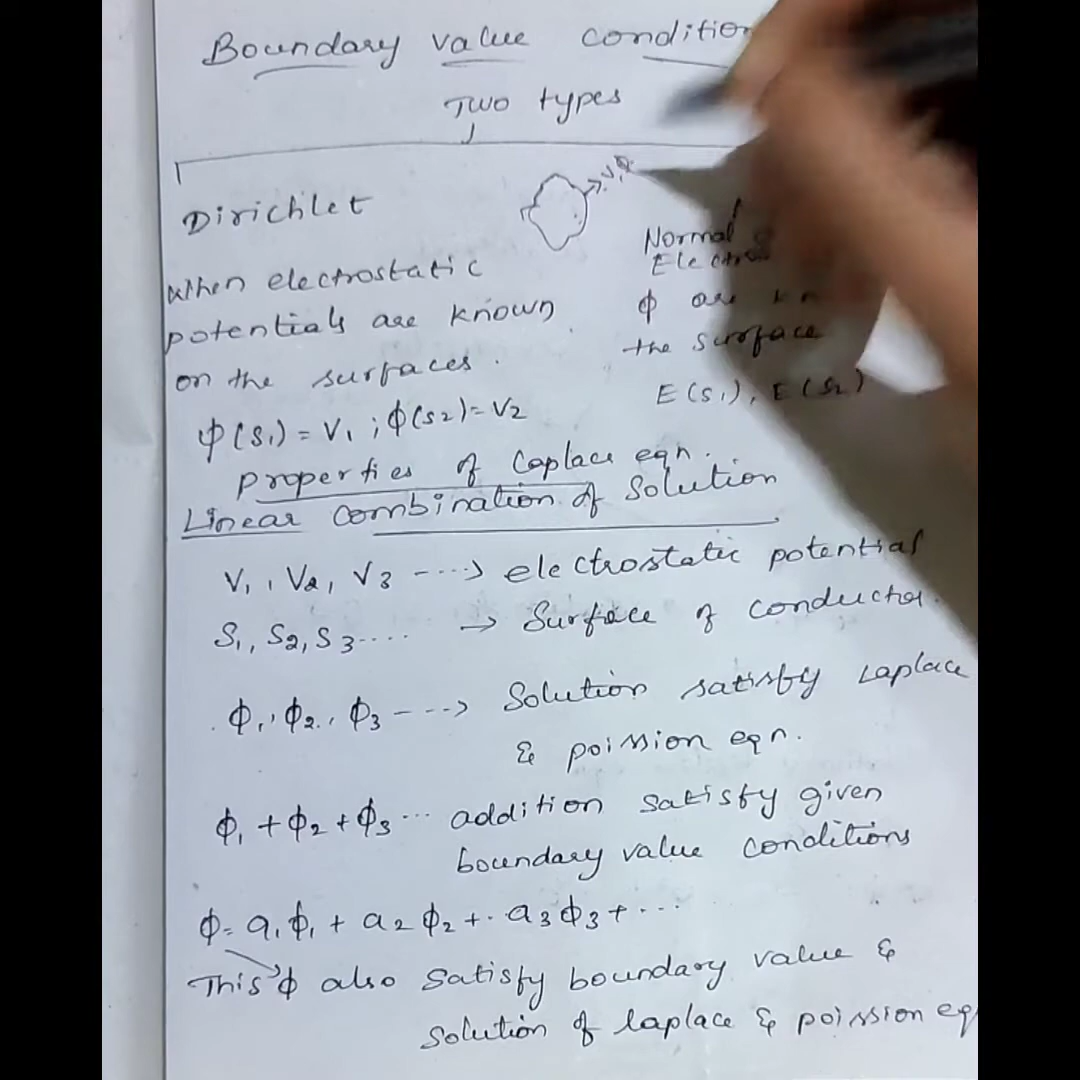 Boundary value condition
Two types
Dirichlet
V,Φ
When electrostatic
potentials are known
on the surfaces.
ψ(S1) = V1 ; ϕ(S2) = V2
Normal
Ele
ϕ are
the surface
E(S1), E(S2)
properties of Laplace eqn.
Linear combination of solution
V1, V2, V3 ----> electrostatic potential
S1, S2, S3.... → Surface of conductor.
ϕ1, ϕ2, ϕ3 ----> Solution satisfy Laplace
& poission eqn.
ϕ1 + ϕ2 + ϕ3 ... addition satisfy given
boundary value conditions
ϕ = a1ϕ1 + a2ϕ2 + a3ϕ3 + ...
This ϕ also satisfy boundary value &
solution of laplace & poission eq